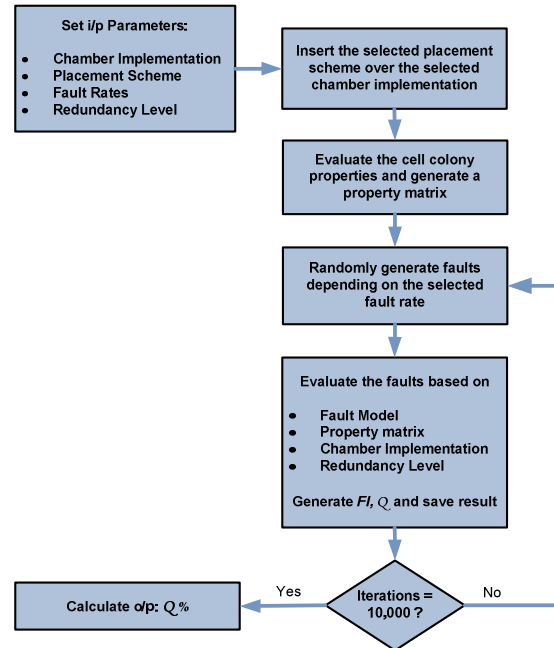 Set i/p Parameters:
• Chamber Implementation
• Placement Scheme
• Fault Rates
• Redundancy Level
Insert the selected placement
scheme over the selected
chamber implementation
Evaluate the cell colony
properties and generate a
property matrix
Randomly generate faults
depending on the selected
fault rate
Evaluate the faults based on
• Fault Model
• Property matrix
• Chamber Implementation
• Redundancy Level
Generate FI, Q and save result
Iterations =
10,000 ?
Yes
No
Calculate o/p: Q%